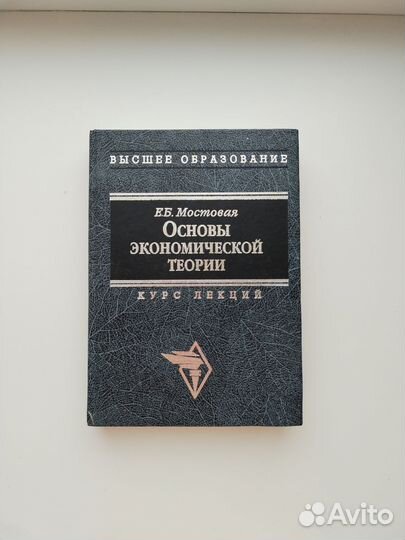 ВЫСШЕЕ ОБРАЗОВАНИЕ
Е.Б. Мостовая
ОСНОВЫ
ЭКОНОМИЧЕСКОЙ
ТЕОРИИ
КУРС ЛЕКЦИЙ
Avito